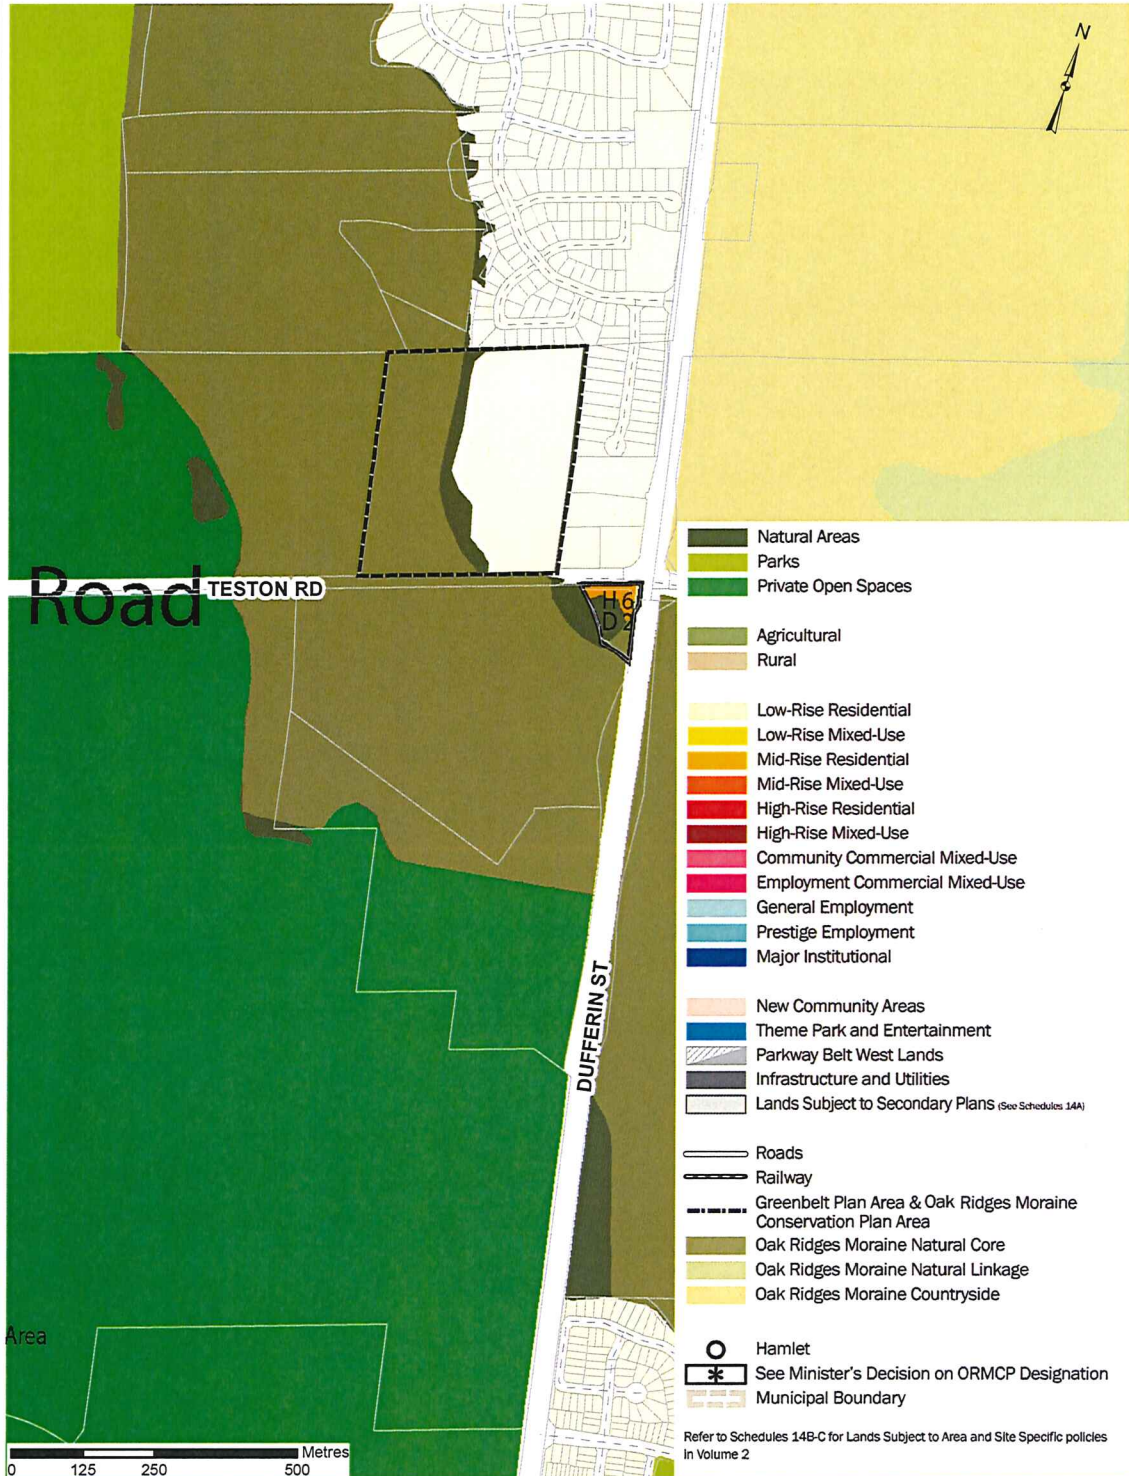 N
Road
TESTON RD
H 6
D 2
DUFFERIN ST
Area
Natural Areas
Parks
Private Open Spaces
Agricultural
Rural
Low-Rise Residential
Low-Rise Mixed-Use
Mid-Rise Residential
Mid-Rise Mixed-Use
High-Rise Residential
High-Rise Mixed-Use
Community Commercial Mixed-Use
Employment Commercial Mixed-Use
General Employment
Prestige Employment
Major Institutional
New Community Areas
Theme Park and Entertainment
Parkway Belt West Lands
Infrastructure and Utilities
Lands Subject to Secondary Plans (See Schedules 14A)
Roads
Railway
Greenbelt Plan Area & Oak Ridges Moraine
Conservation Plan Area
Oak Ridges Moraine Natural Core
Oak Ridges Moraine Natural Linkage
Oak Ridges Moraine Countryside
Hamlet
See Minister's Decision on ORMCP Designation
Municipal Boundary
Refer to Schedules 14B-C for Lands Subject to Area and Site Specific policies
in Volume 2
Metres
0 125 250 500